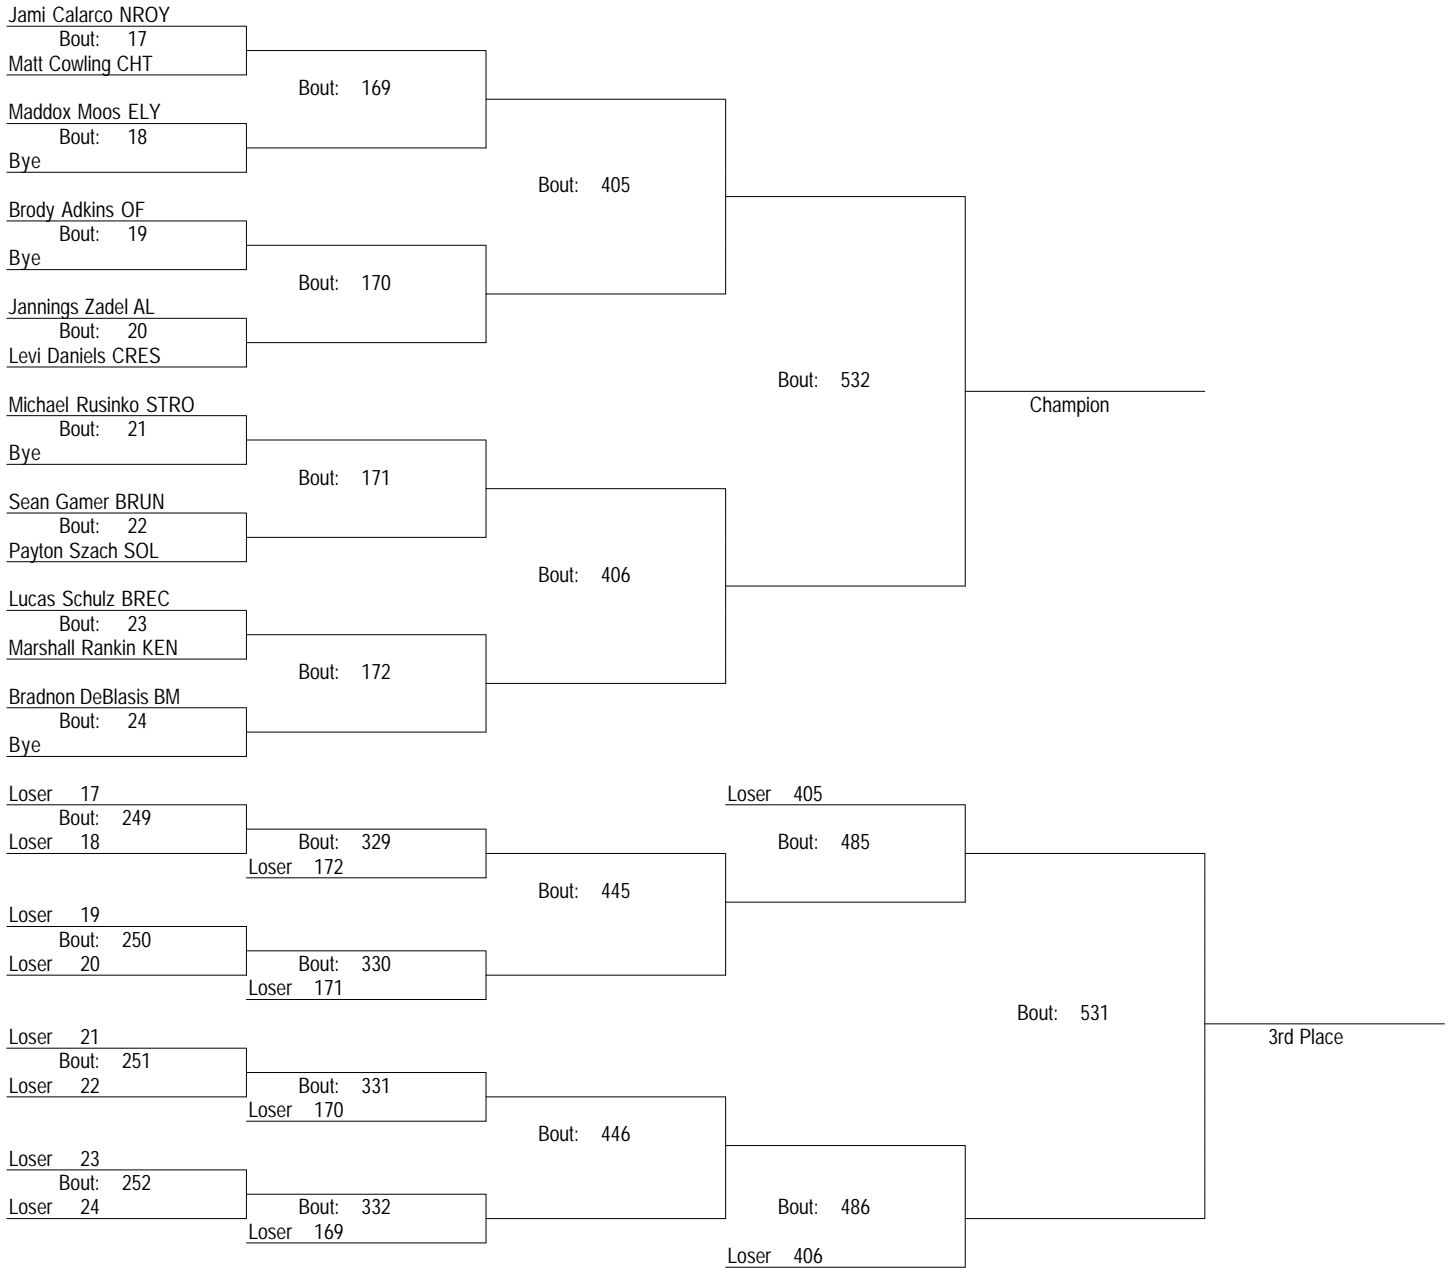 Jami Calarco NROY
Bout: 17
Matt Cowling CHT
Bout: 169
Maddox Moos ELY
Bout: 18
Bye
Bout: 405
Brody Adkins OF
Bout: 19
Bye
Bout: 170
Jannings Zadel AL
Bout: 20
Levi Daniels CRES
Bout: 532
Champion
Michael Rusinko STRO
Bout: 21
Bye
Bout: 171
Sean Gamer BRUN
Bout: 22
Payton Szach SOL
Bout: 406
Lucas Schulz BREC
Bout: 23
Marshall Rankin KEN
Bout: 172
Bradnon DeBlasis BM
Bout: 24
Bye
Loser 17
Bout: 249
Loser 18
Bout: 329
Loser 172
Loser 405
Bout: 485
Bout: 445
Loser 19
Bout: 250
Loser 20
Bout: 330
Loser 171
Bout: 531
3rd Place
Loser 21
Bout: 251
Loser 22
Bout: 331
Loser 170
Bout: 446
Loser 23
Bout: 252
Loser 24
Bout: 332
Loser 169
Bout: 486
Loser 406